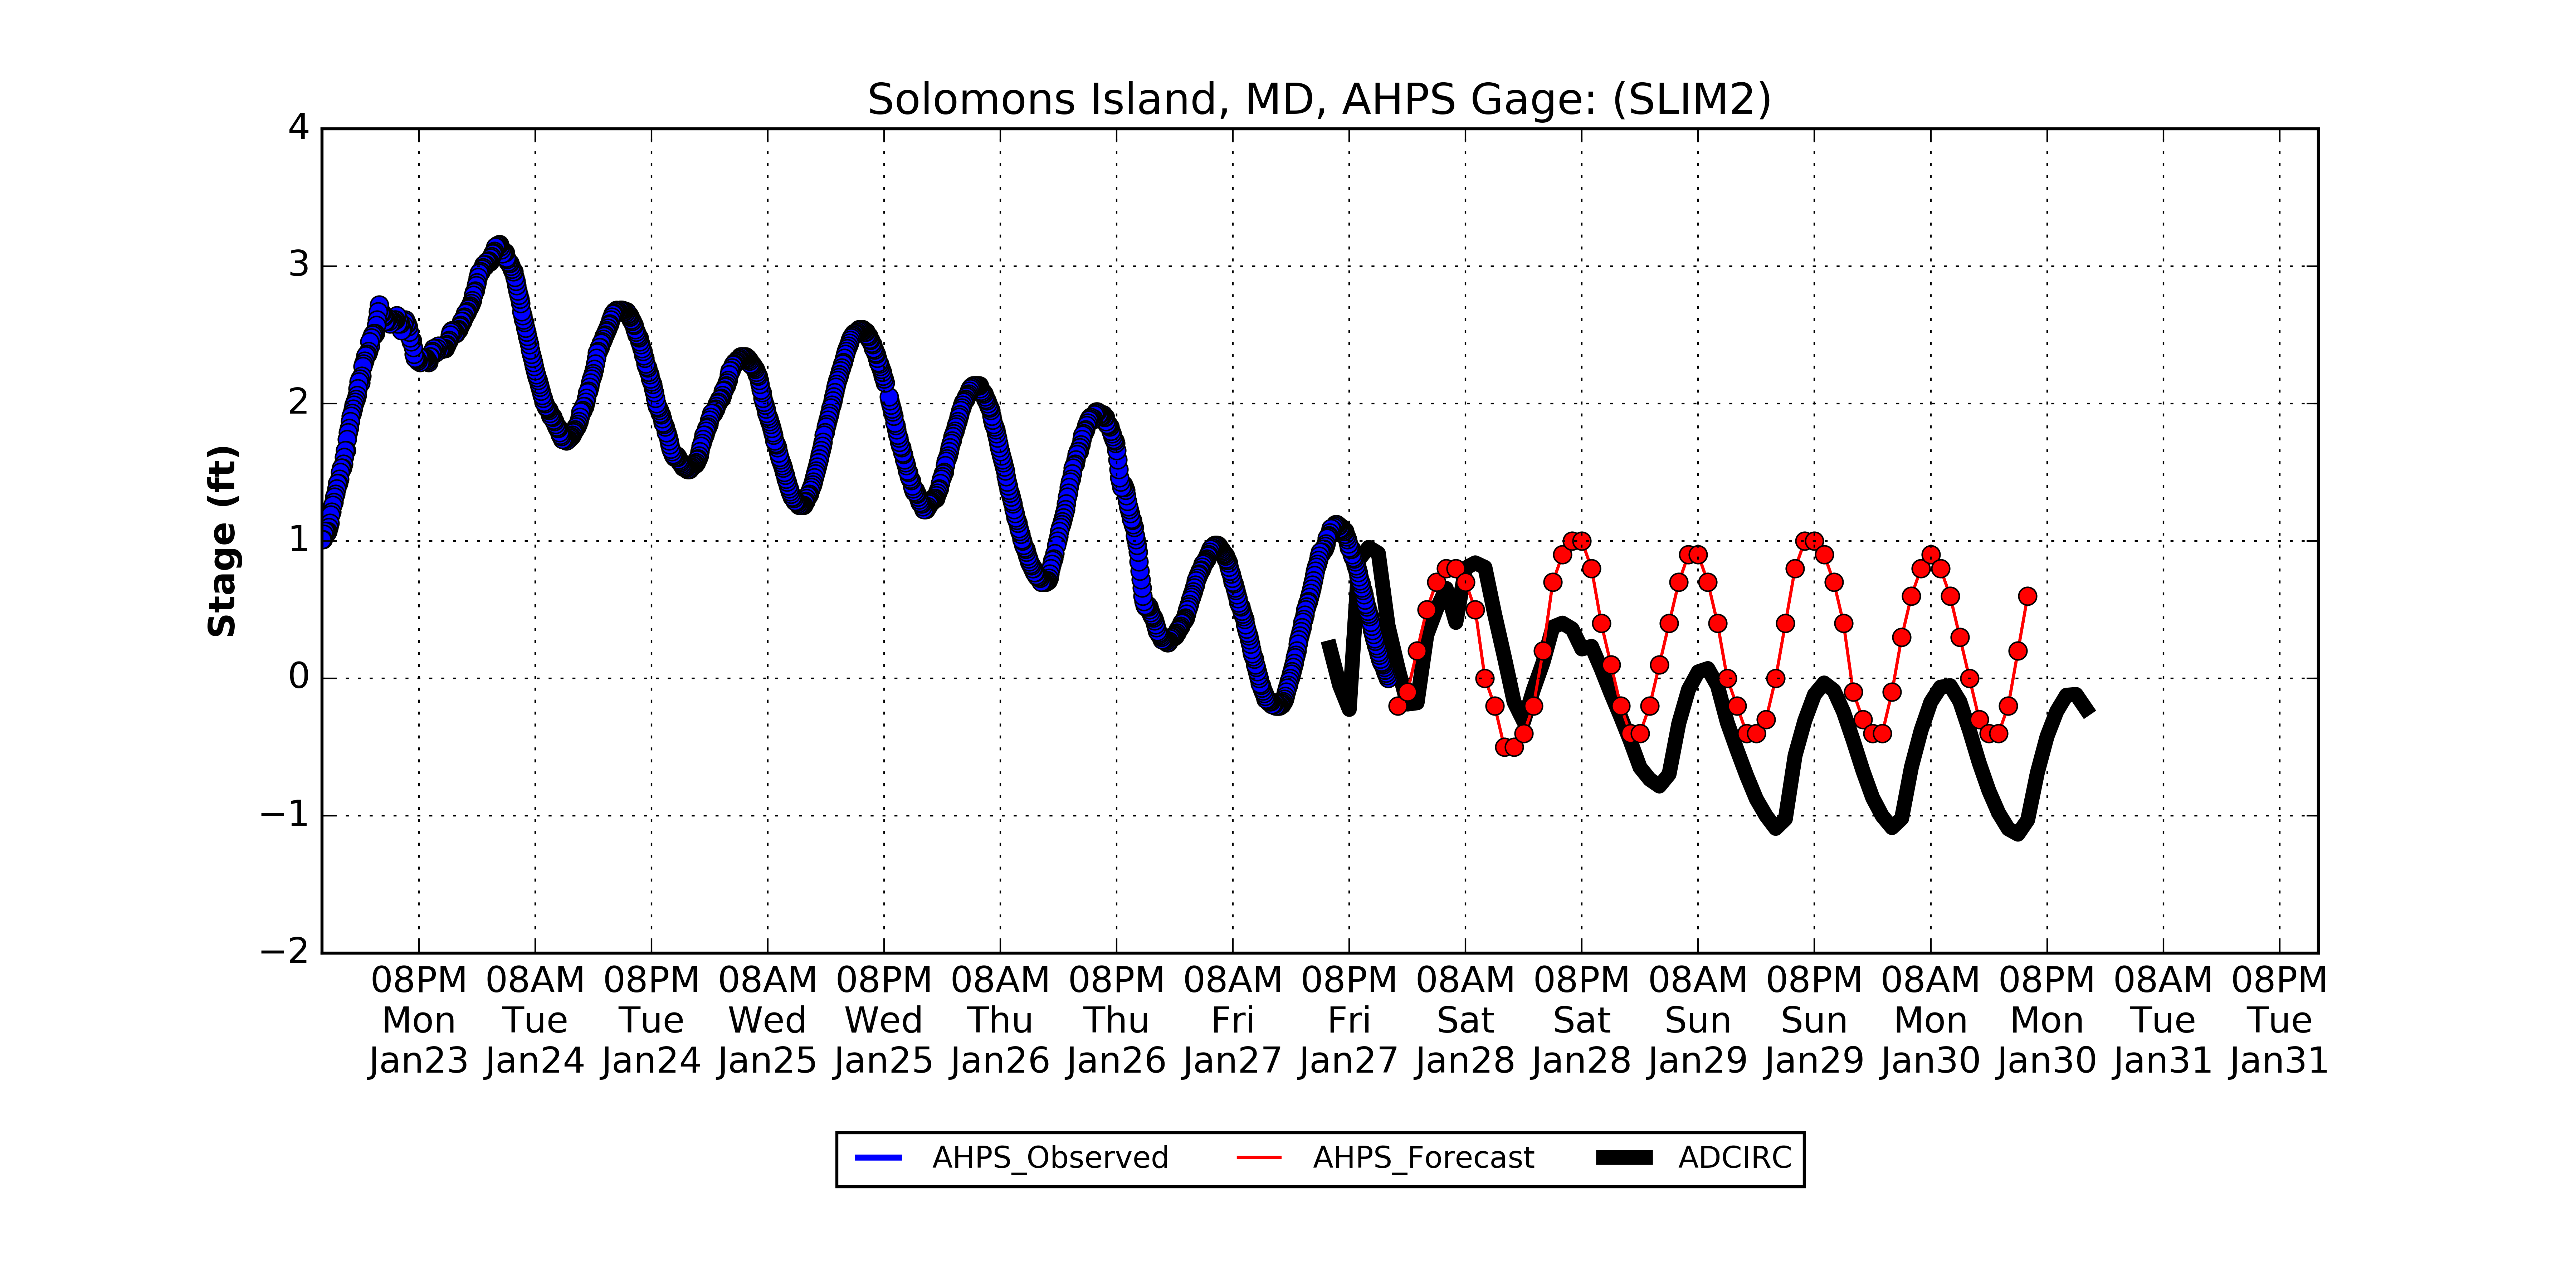 Solomons Island, MD, AHPS Gage: (SLIM2)
4
3
2
1
0
−1
−2
Stage (ft)
08PM 08AM 08PM 08AM 08PM 08AM 08PM 08AM 08PM 08AM 08PM 08AM 08PM 08AM 08PM 08AM 08PM
Mon Tue Tue Wed Wed Thu Thu Fri Fri Sat Sat Sun Sun Mon Mon Tue Tue
Jan23 Jan24 Jan24 Jan25 Jan25 Jan26 Jan26 Jan27 Jan27 Jan28 Jan28 Jan29 Jan29 Jan30 Jan30 Jan31 Jan31
AHPS_Observed AHPS_Forecast ADCIRC